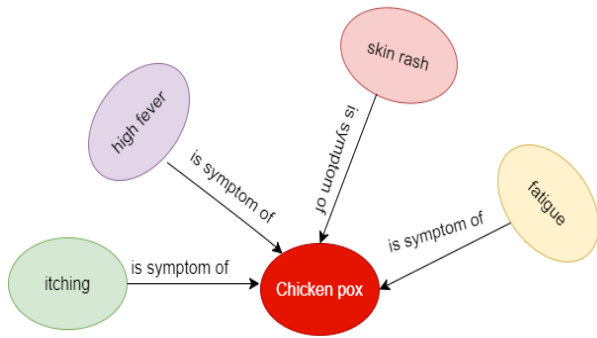 skin rash
high fever
is symptom of
is symptom of
fatigue
is symptom of
itching
is symptom of
Chicken pox